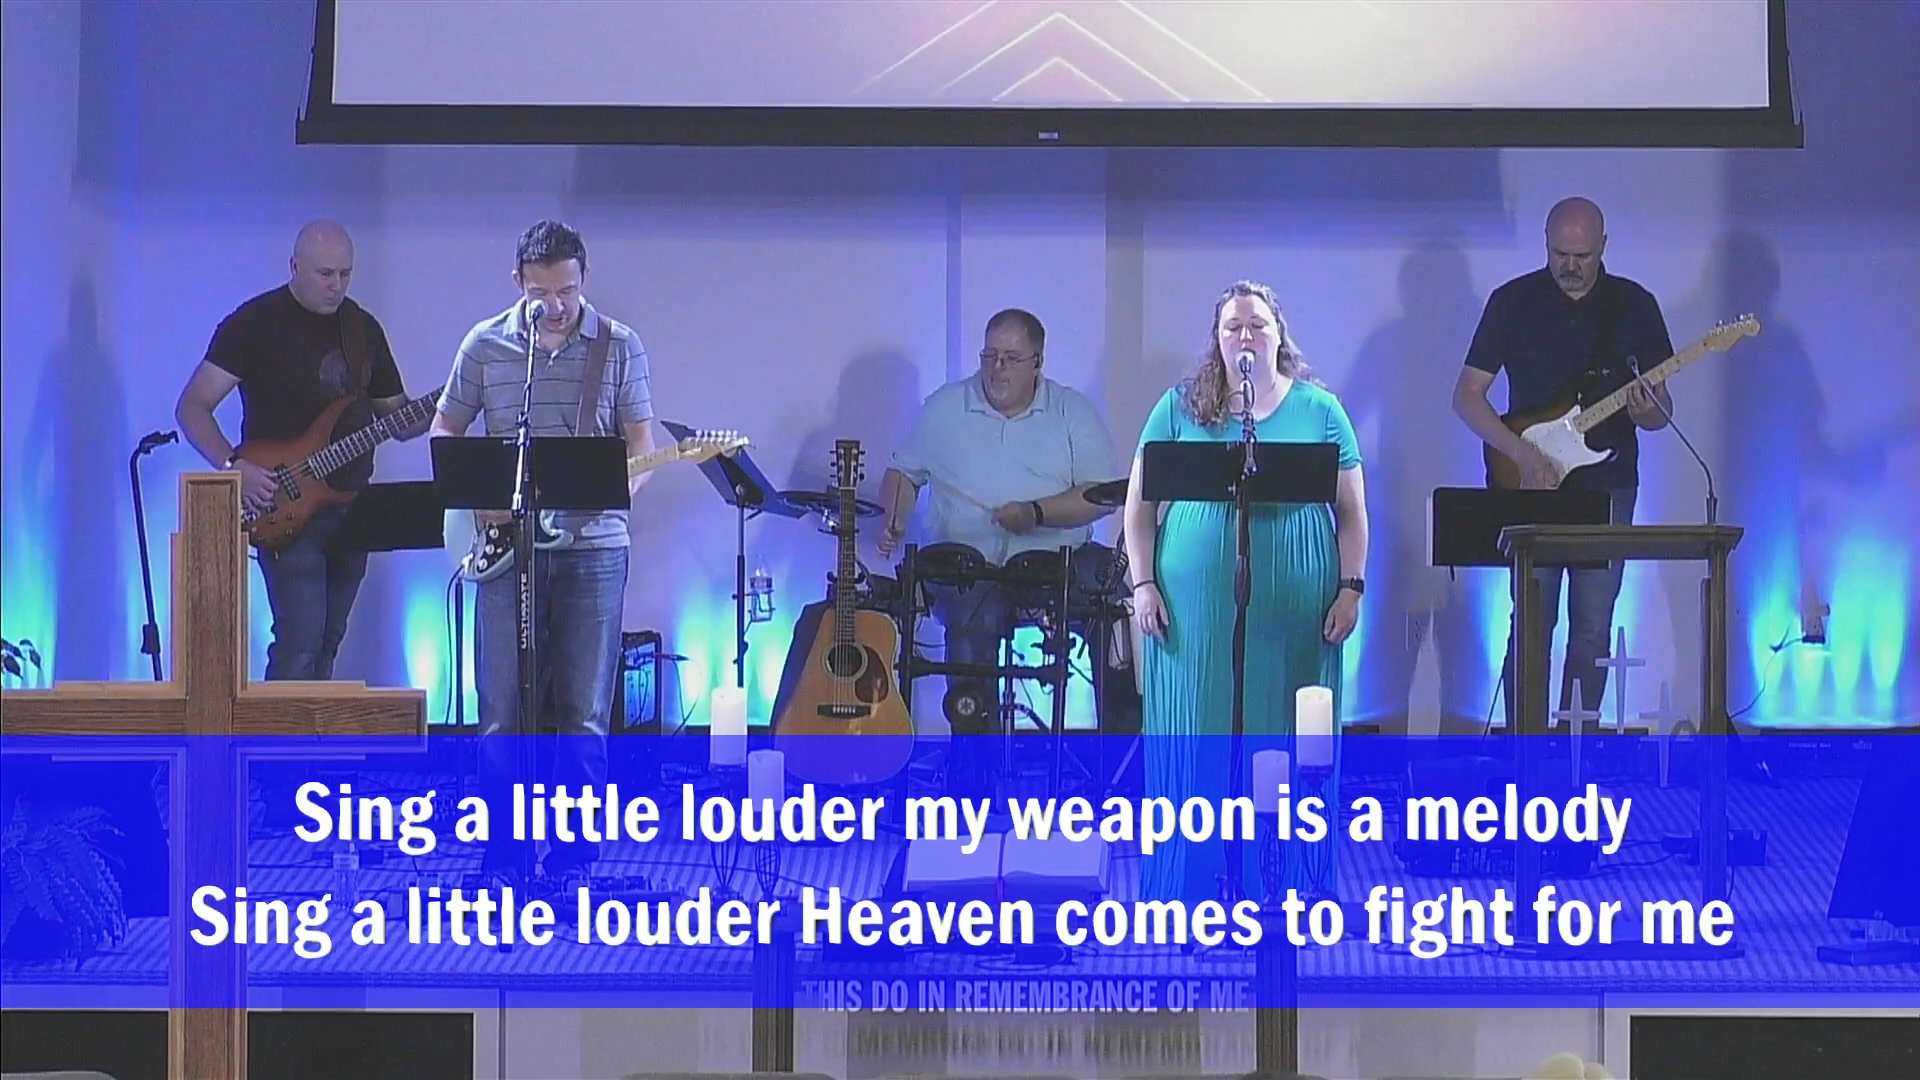 ULTIMATE
Sing a little louder my weapon is a melody
Sing a little louder Heaven comes to fight for me
THIS DO IN REMEMBRANCE OF ME